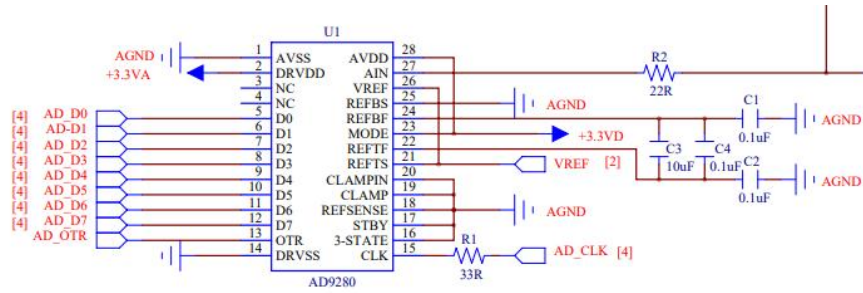 U1
AGND 1 AVSS AVDD 28
+3.3VA 2 DRVDD AIN 27 R2 22R
3 NC VREF 26
4 NC REFBS 25 AGND
[4] AD_D0 5 D0 REFBF 24 C1 0.1uF AGND
[4] AD-D1 6 D1 MODE 23 +3.3VD
[4] AD_D2 7 D2 REFTF 22 C3 10uF C4 0.1uF
[4] AD_D3 8 D3 REFTS 21 VREF [2]
[4] AD_D4 9 D4 CLAMPIN 20 C2 0.1uF AGND
[4] AD_D5 10 D5 CLAMP 19
[4] AD_D6 11 D6 REFSENSE 18 AGND
[4] AD_D7 12 D7 STBY 17
AD_OTR 13 OTR 3-STATE 16 R1
14 DRVSS CLK 15 33R AD_CLK [4]
AD9280